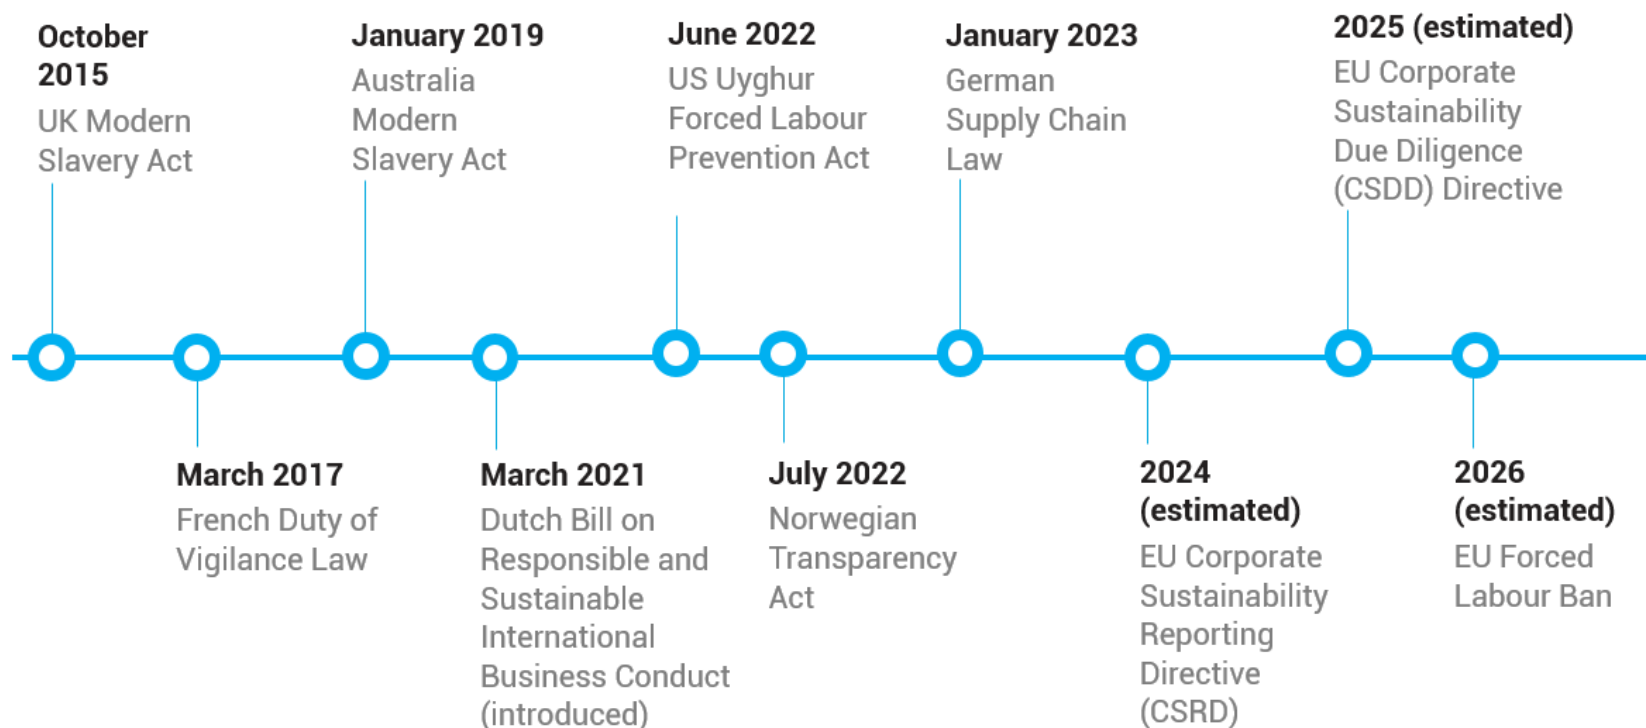 October
2015
UK Modern
Slavery Act
January 2019
Australia
Modern
Slavery Act
June 2022
US Uyghur
Forced Labour
Prevention Act
January 2023
German
Supply Chain
Law
2025 (estimated)
EU Corporate
Sustainability
Due Diligence
(CSDD) Directive
March 2017
French Duty of
Vigilance Law
March 2021
Dutch Bill on
Responsible and
Sustainable
International
Business Conduct
(introduced)
July 2022
Norwegian
Transparency
Act
2024
(estimated)
EU Corporate
Sustainability
Reporting
Directive
(CSRD)
2026
(estimated)
EU Forced
Labour Ban